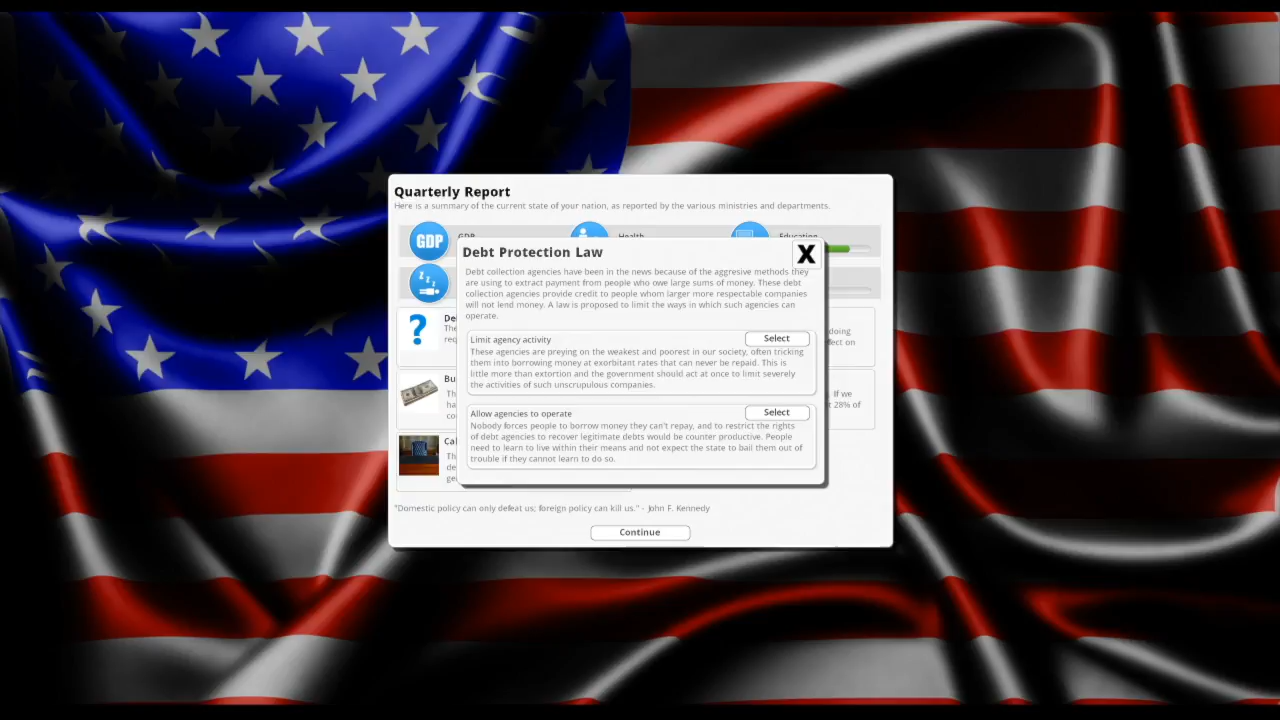 Quarterly Report
Here is a summary of the current state of your nation, as reported by the various ministries and departments.
GDP
GDP
Health
Education
Debt Protection Law
X
Debt collection agencies have been in the news because of the aggresive methods they
are using to extract payment from people who owe large sums of money. These debt
collection agencies provide credit to people whom larger more respectable companies
will not lend money. A law is proposed to limit the ways in which such agencies can
operate.
Limit agency activity
Select
These agencies are preying on the weakest and poorest in our society, often tricking
them into borrowing money at exorbitant rates that can never be repaid. This is
little more than extortion and the government should act at once to limit severely
the activities of such unscrupulous companies.
Allow agencies to operate
Select
Nobody forces people to borrow money they can't repay, and to restrict the rights
of debt agencies to recover legitimate debts would be counter productive. People
need to learn to live within their means and not expect the state to bail them out of
trouble if they cannot learn to do so.
?
doing
If we
28% of
"Domestic policy can only defeat us; foreign policy can kill us." - John F. Kennedy
Continue